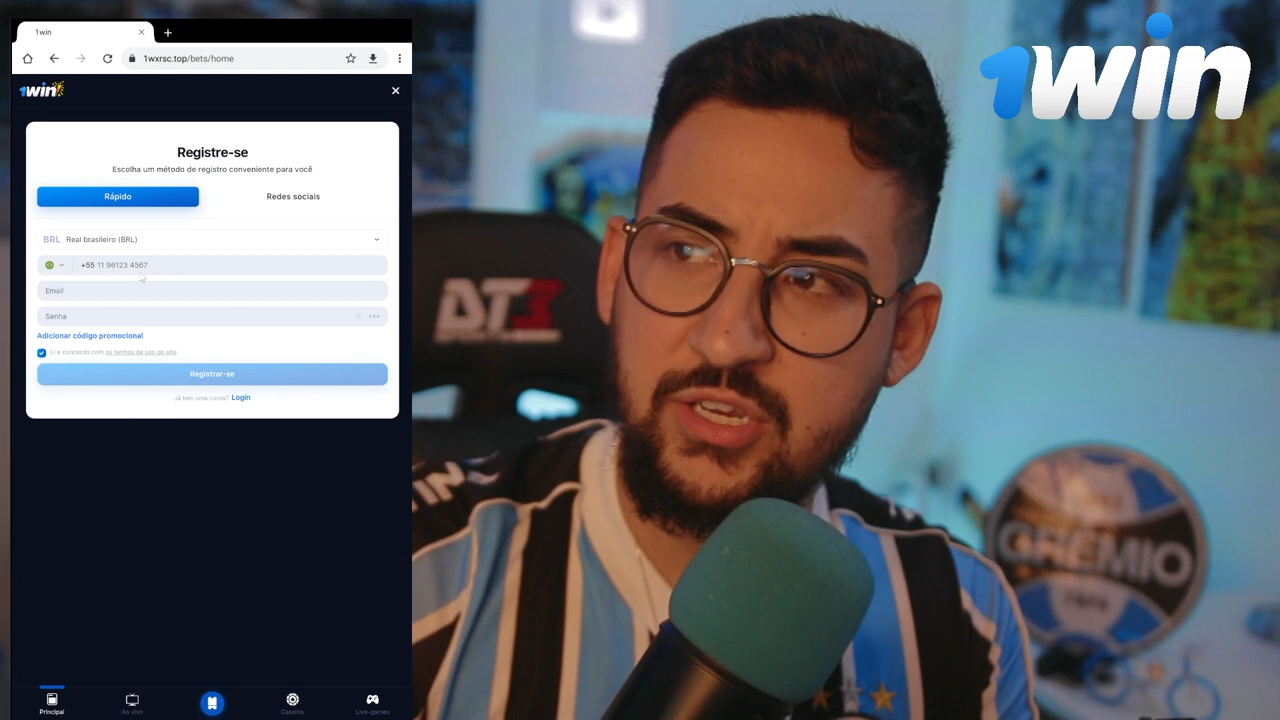 1win
1wxrsc.top/bets/home
1win
Registre-se
Escolha um método de registro conveniente para você
Rápido
Redes sociais
BRL Real brasileiro (BRL)
+55 11 96123 4567
Email
Senha
Adicionar código promocional
Li e concordo com os termos de uso do site
Registrar-se
Já tem uma conta? Login
Principal
Ao vivo
Cassino
Live-games
1win
DT3
GRÊMIO